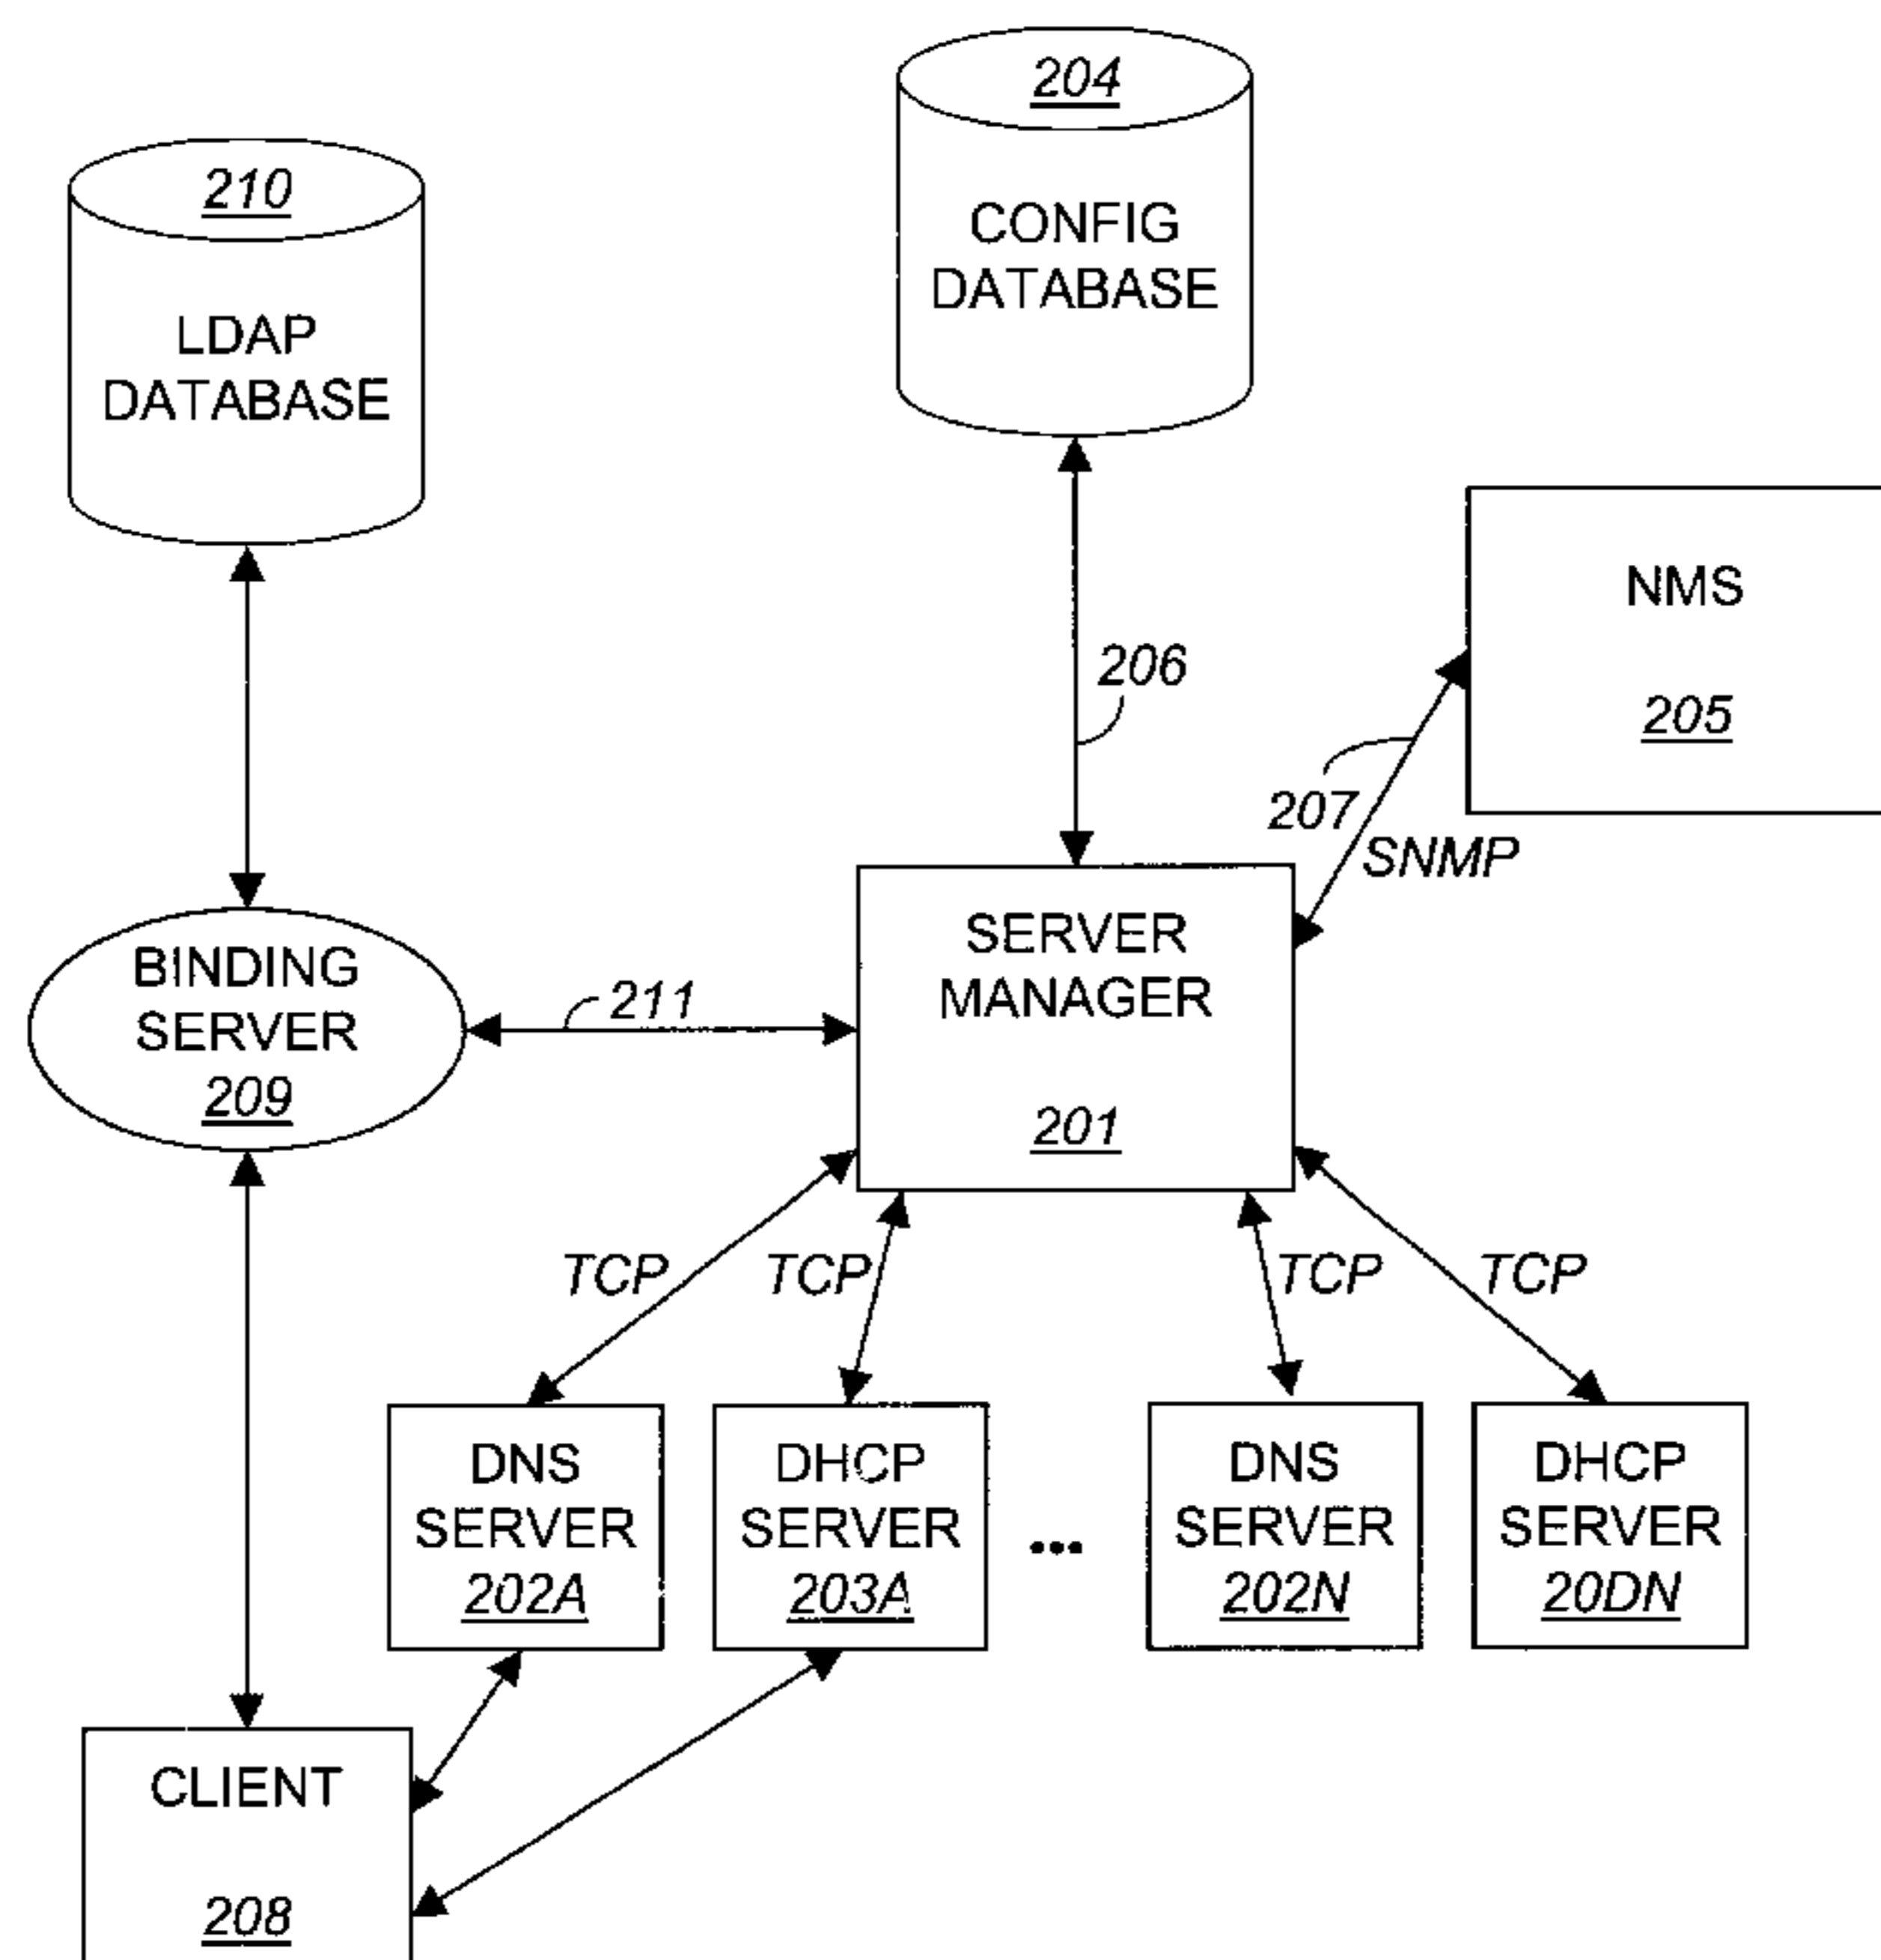 204
CONFIG
DATABASE
210
LDAP
DATABASE
NMS
205
206
207
SNMP
SERVER
MANAGER
201
BINDING
SERVER
209
211
TCP
TCP
TCP
TCP
DNS
SERVER
202A
DHCP
SERVER
203A
...
DNS
SERVER
202N
DHCP
SERVER
20DN
CLIENT
208